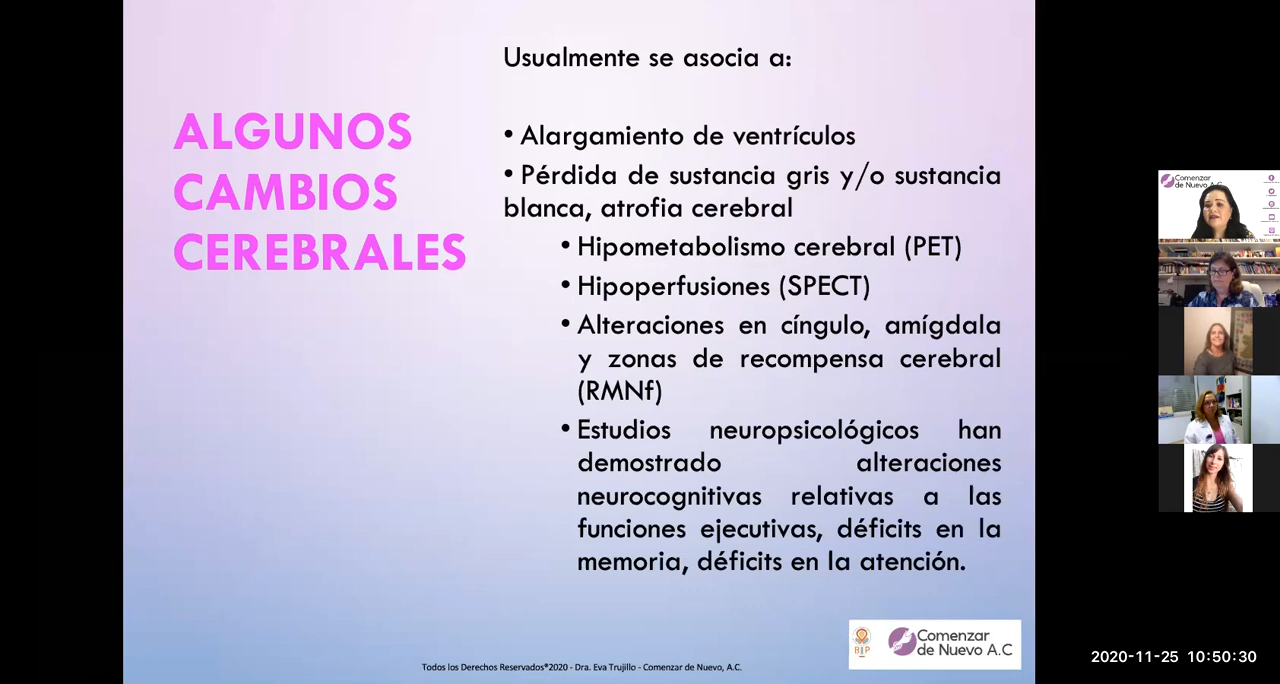 Usualmente se asocia a:
ALGUNOS
CAMBIOS
CEREBRALES
• Alargamiento de ventrículos
• Pérdida de sustancia gris y/o sustancia
blanca, atrofia cerebral
• Hipometabolismo cerebral (PET)
• Hipoperfusiones (SPECT)
• Alteraciones en cíngulo, amígdala
y zonas de recompensa cerebral
(RMNf)
• Estudios neuropsicológicos han
demostrado alteraciones
neurocognitivas relativas a las
funciones ejecutivas, déficits en la
memoria, déficits en la atención.
Comenzar
de Nuevo A.C
Comenzar
de Nuevo A.C
Todos los Derechos Reservados®2020 - Dra. Eva Trujillo - Comenzar de Nuevo, A.C.
2020-11-25 10:50:30